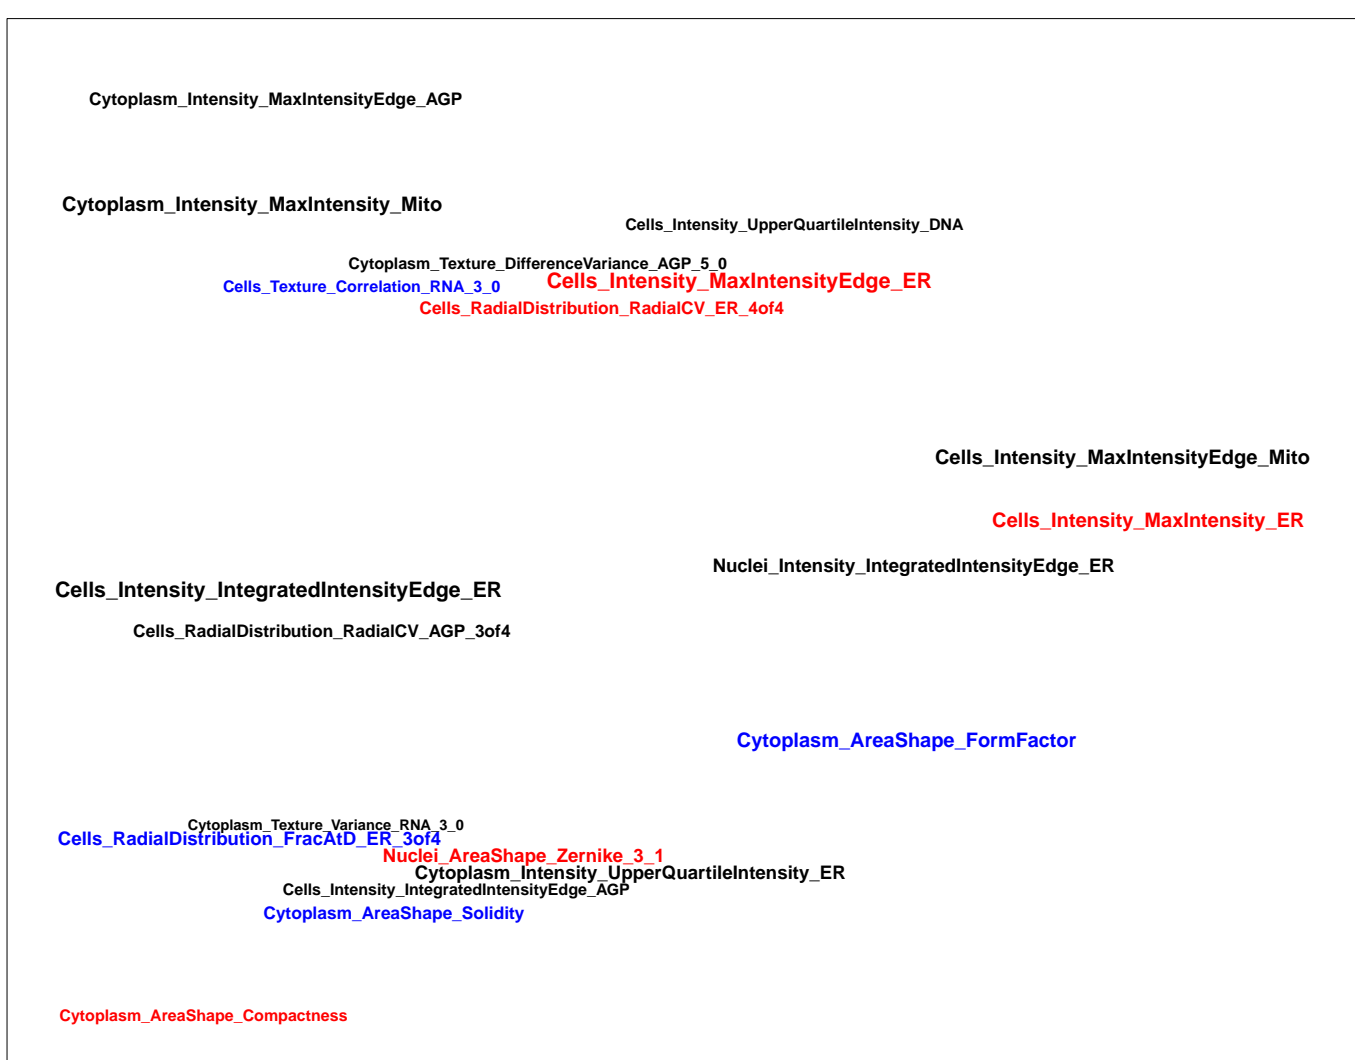 Cytoplasm_Intensity_MaxIntensityEdge_AGP
Cytoplasm_Intensity_MaxIntensity_Mito
Cells_Intensity_UpperQuartileIntensity_DNA
Cytoplasm_Texture_DifferenceVariance_AGP_5_0
Cells_Intensity_MaxIntensityEdge_ER
Cells_Texture_Correlation_RNA_3_0
Cells_RadialDistribution_RadialCV_ER_4of4
Cells_Intensity_MaxIntensityEdge_Mito
Cells_Intensity_MaxIntensity_ER
Nuclei_Intensity_IntegratedIntensityEdge_ER
Cells_Intensity_IntegratedIntensityEdge_ER
Cells_RadialDistribution_RadialCV_AGP_3of4
Cytoplasm_AreaShape_FormFactor
Cytoplasm_Texture_Variance_RNA_3_0
Cells_RadialDistribution_FracAtD_ER_3of4
Nuclei_AreaShape_Zernike_3_1
Cytoplasm_Intensity_UpperQuartileIntensity_ER
Cells_Intensity_IntegratedIntensityEdge_AGP
Cytoplasm_AreaShape_Solidity
Cytoplasm_AreaShape_Compactness